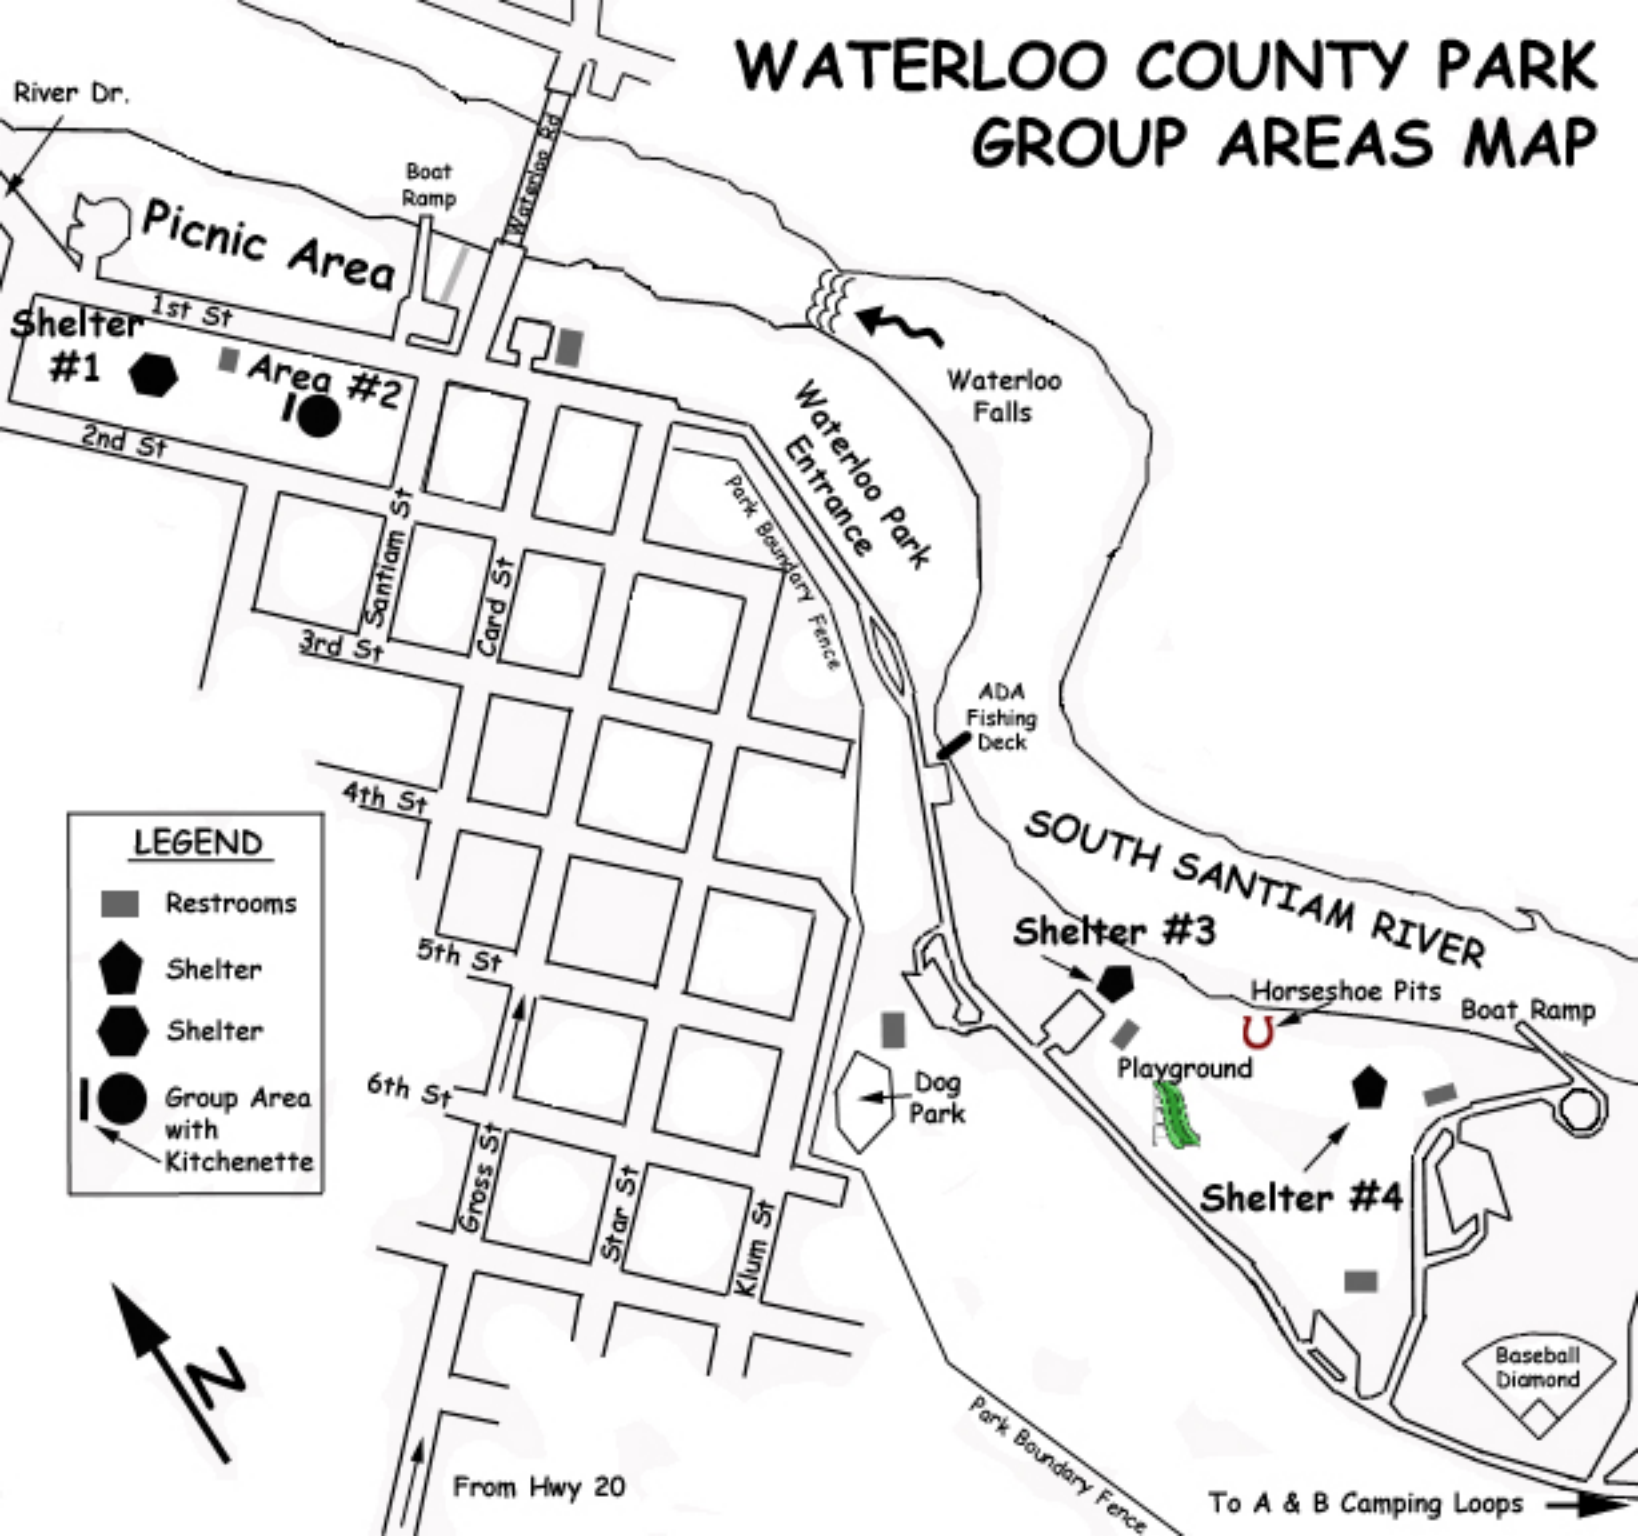 WATERLOO COUNTY PARK
GROUP AREAS MAP
River Dr.
Waterloo Rd
Boat
Ramp
Picnic Area
1st St
Shelter
#1
Area #2
2nd St
Waterloo
Falls
Waterloo Park
Entrance
Park Boundary Fence
Santiam St
Card St
3rd St
ADA
Fishing
Deck
4th St
SOUTH SANTIAM RIVER
LEGEND
Restrooms
Shelter
Shelter
Group Area
with
Kitchenette
Shelter #3
5th St
Horseshoe Pits
Boat Ramp
Playground
6th St
Dog
Park
Gross St
Star St
Klum St
Shelter #4
N
Baseball
Diamond
Park Boundary Fence
From Hwy 20
To A & B Camping Loops